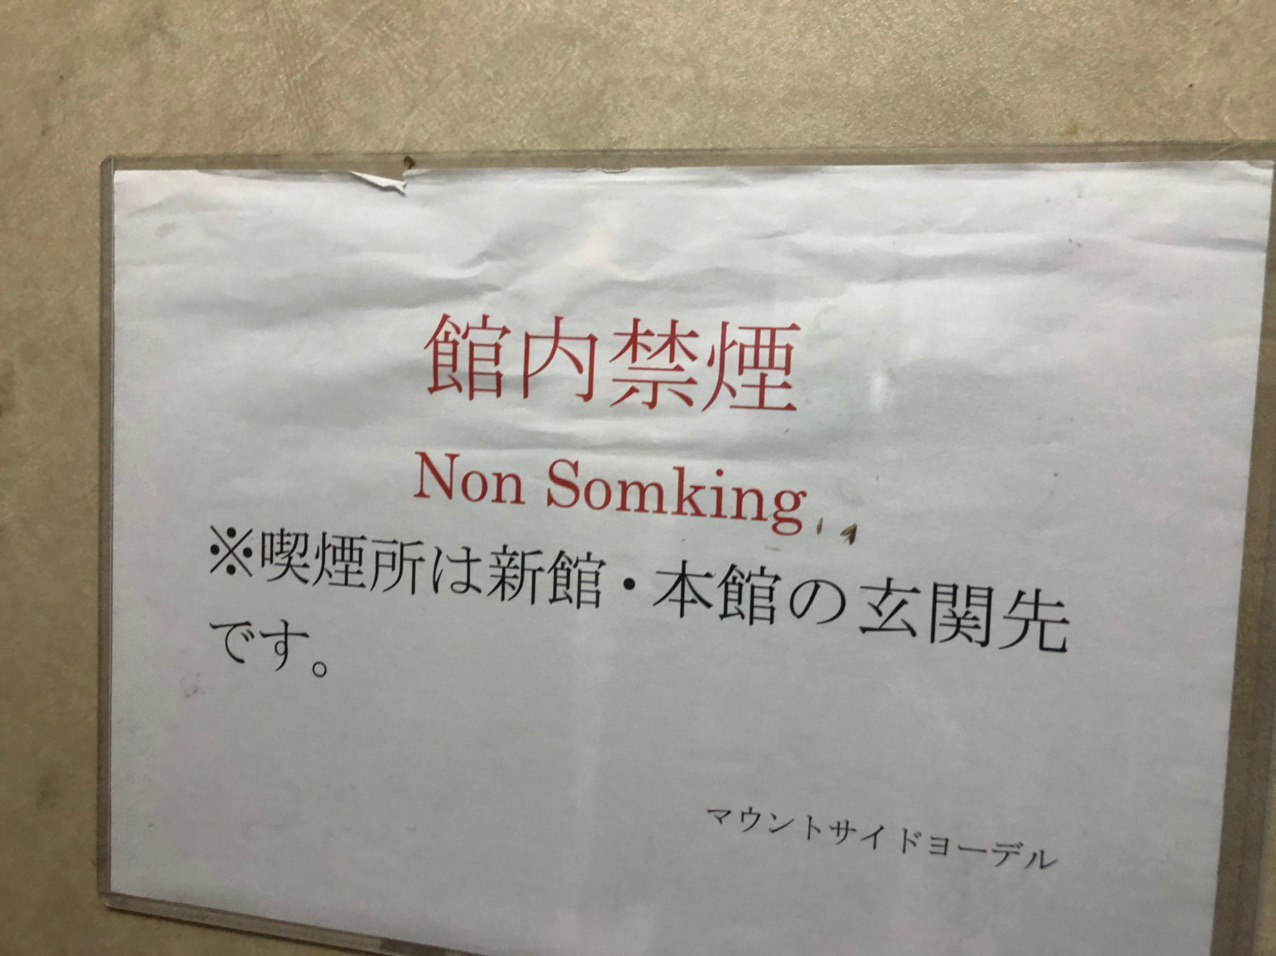 館内禁煙
Non Somking
※喫煙所は新館・本館の玄関先
です。
マウントサイドヨーデル